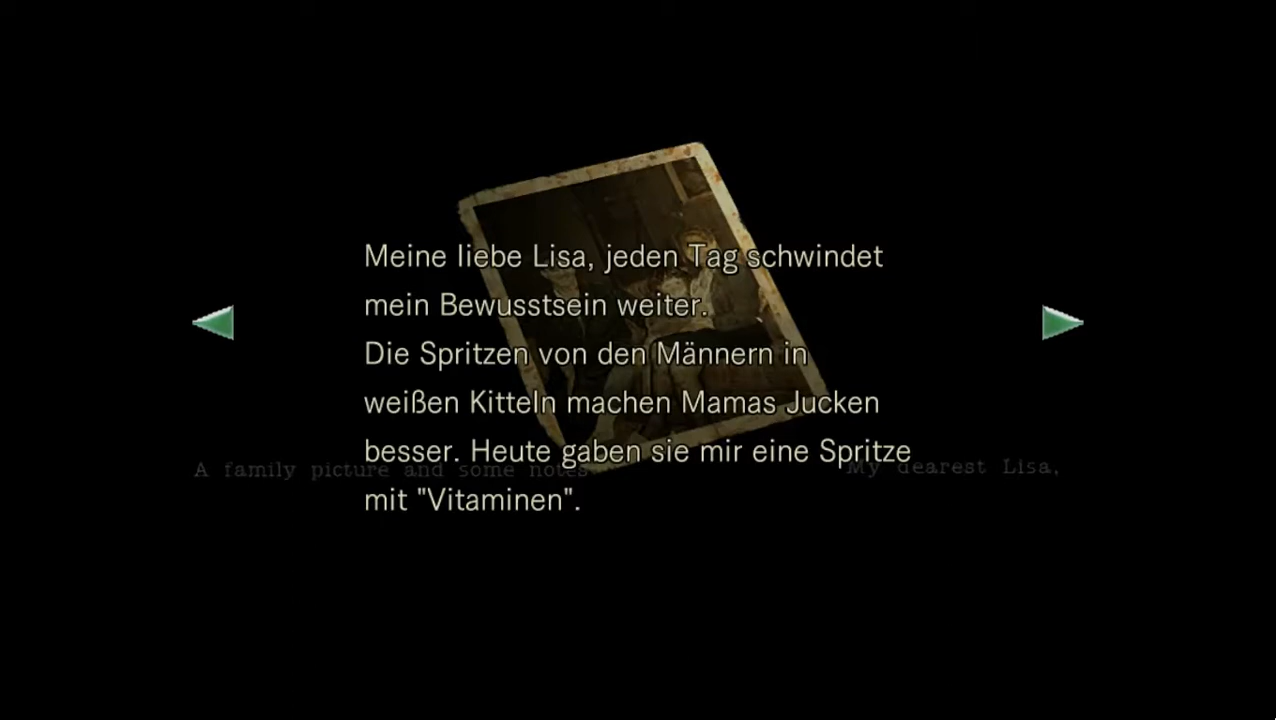 Meine liebe Lisa, jeden Tag schwindet
mein Bewusstsein weiter.
Die Spritzen von den Männern in
weißen Kitteln machen Mamas Jucken
besser. Heute gaben sie mir eine Spritze
mit "Vitaminen".
A family picture and some notes
My dearest Lisa,